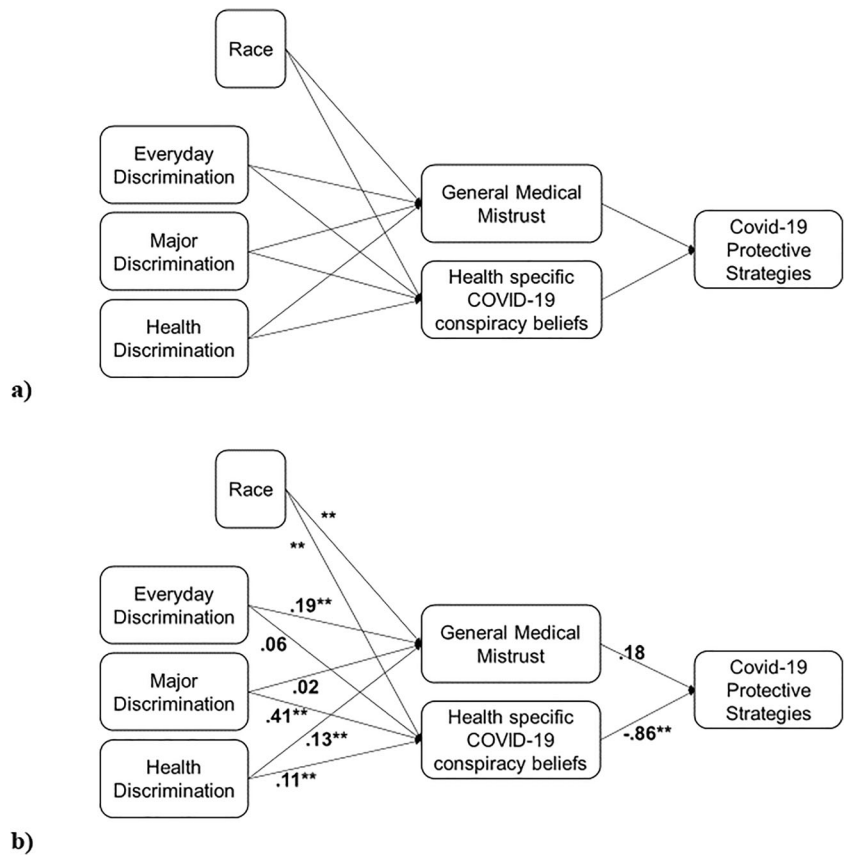 Race
Everyday
Discrimination
Major
Discrimination
Health
Discrimination
General Medical
Mistrust
Health specific
COVID-19
conspiracy beliefs
Covid-19
Protective
Strategies
a)
Race
**
**
Everyday
Discrimination
.19**
.06
Major
Discrimination
.02
.41**
Health
Discrimination
.13**
.11**
General Medical
Mistrust
Health specific
COVID-19
conspiracy beliefs
.18
-.86**
Covid-19
Protective
Strategies
b)